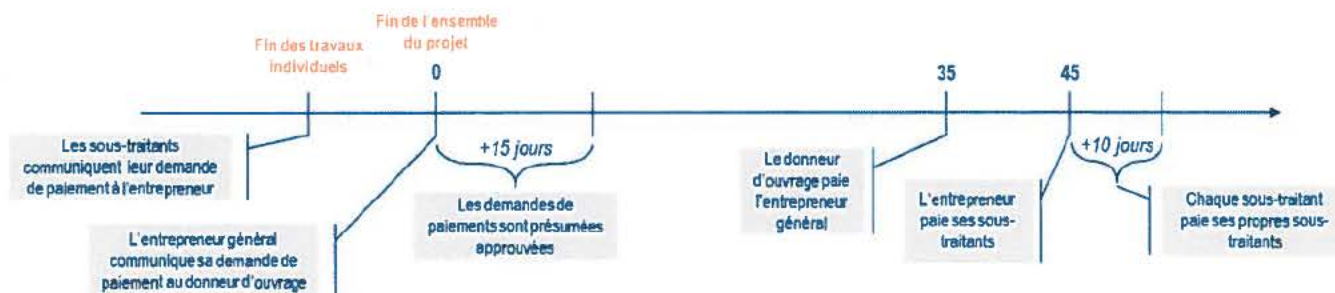 Fin des travaux
individuels
Fin de l'ensemble
du projet
0
35
45
Les sous-traitants
communiquent leur demande
de paiement à l'entrepreneur
L'entrepreneur général
communique sa demande de
paiement au donneur d'ouvrage
+15 jours
Les demandes de
paiements sont présumées
approuvées
Le donneur
d'ouvrage paie
l'entrepreneur
général
L'entrepreneur
paie ses sous-
traitants
+10 jours
Chaque sous-traitant
paie ses propres sous-
traitants